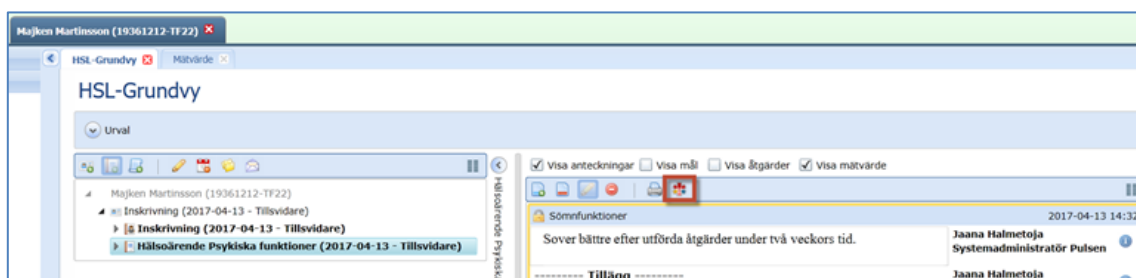 Majken Martinsson (19361212-TF22)
HSL-Grundvy Mätvärde
HSL-Grundvy
Urval
Visa anteckningar Visa mål Visa åtgärder Visa mätvärde
Majken Martinsson (19361212-TF22)
Inskrivning (2017-04-13 - Tillsvidare)
Inskrivning (2017-04-13 - Tillsvidare)
Hälsoärende Psykiska funktioner (2017-04-13 - Tillsvidare)
Hälsoärende Psykisk
Sömnfunktioner 2017-04-13 14:32
Sover bättre efter utförda åtgärder under två veckors tid.
Jaana Halmetoja
Systemadministratör Pulsen
--------- Tillägg ---------
Jaana Halmetoja